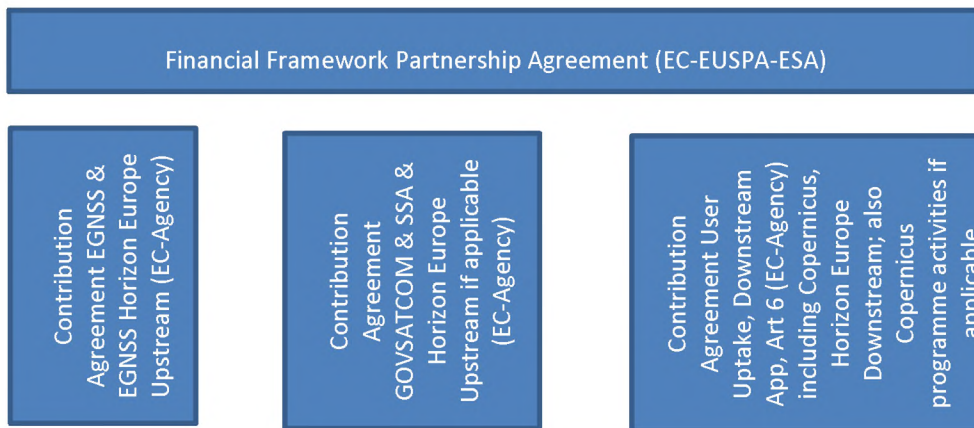 Financial Framework Partnership Agreement (EC-EUSPA-ESA)
Contribution
Agreement EGNSS &
EGNSS Horizon Europe
Upstream (EC-Agency)
Contribution
Agreement
GOVSATCOM & SSA &
Horizon Europe
Upstream if applicable
(EC-Agency)
Contribution
Agreement User
Uptake, Downstream
App, Art 6 (EC-Agency)
including Copernicus,
Horizon Europe
Downstream; also
Copernicus
programme activities if
applicable